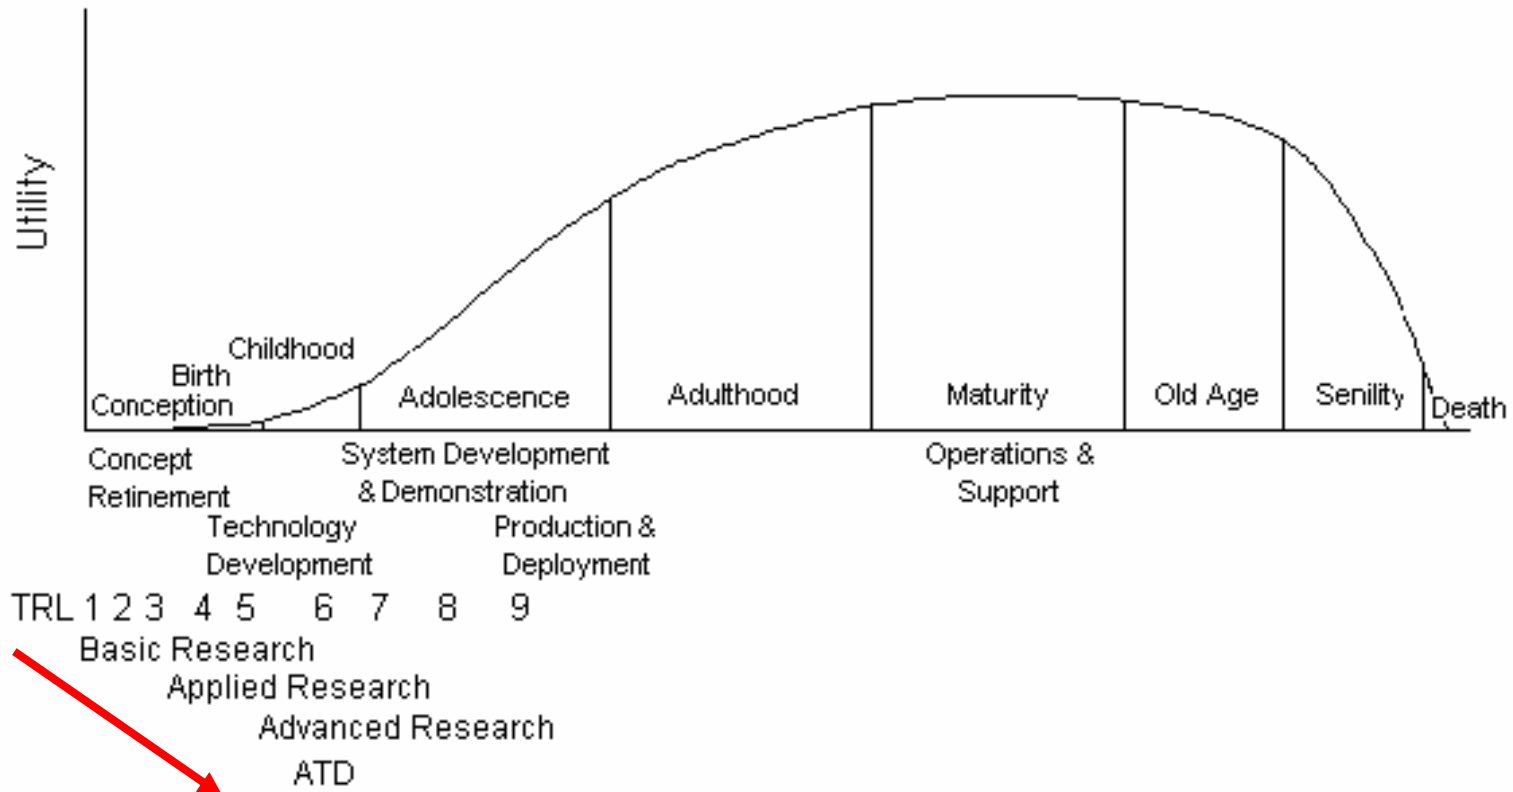 Utility
Childhood
Birth
Conception
Adolescence
Adulthood
Maturity
Old Age
Senility
Death
Concept
Refinement
System Development
& Demonstration
Operations &
Support
Technology
Development
Production &
Deployment
TRL 1 2 3 4 5 6 7 8 9
Basic Research
Applied Research
Advanced Research
ATD